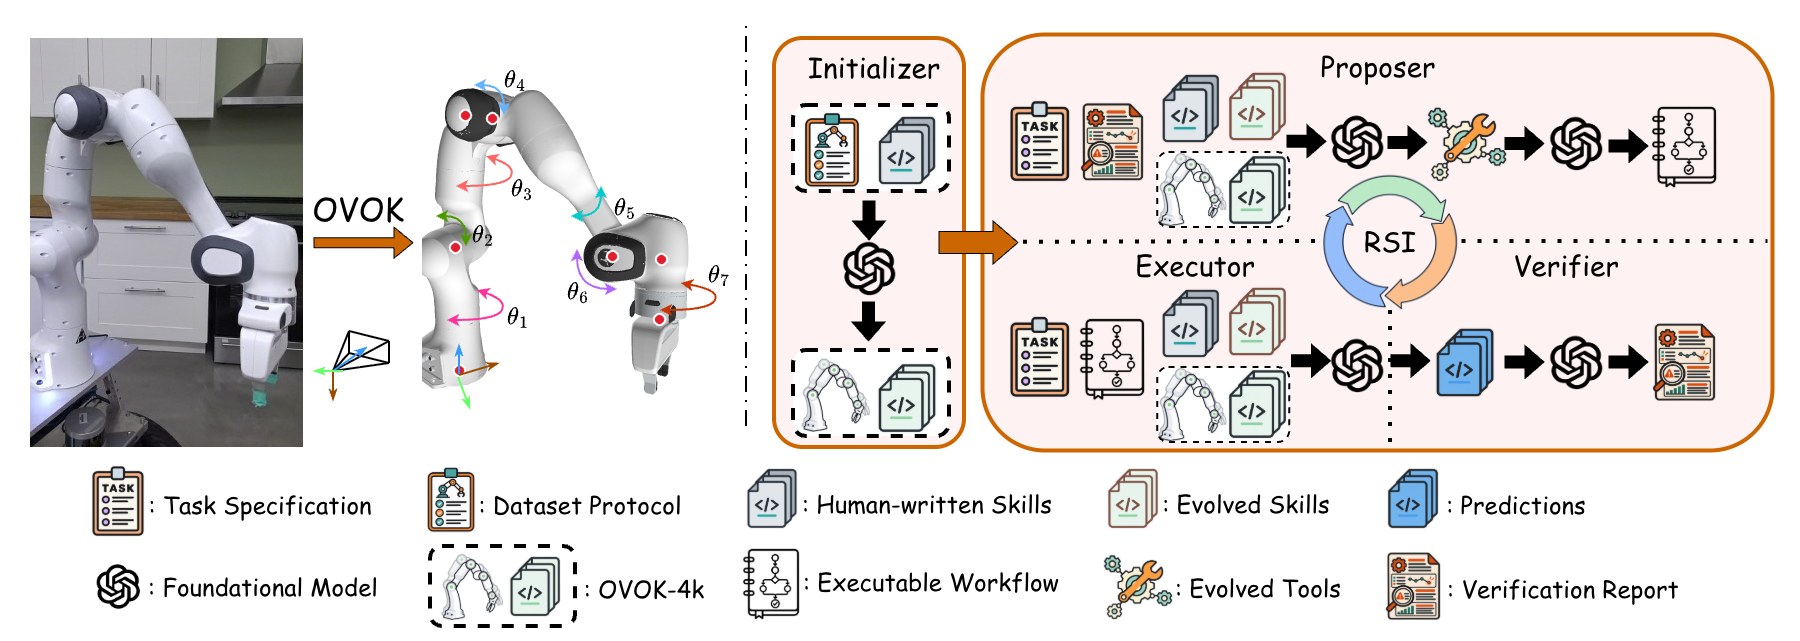 OVOK
θ4
θ3
θ5
θ2
θ6
θ7
θ1
Initializer
</>
</>
Proposer
TASK
</>
</>
</>
RSI
Executor
TASK
</>
</>
</>
Verifier
</>
TASK : Task Specification
: Dataset Protocol
</> : Human-written Skills
</> : Evolved Skills
</> : Predictions
: Foundational Model
</> : OVOK-4k
: Executable Workflow
: Evolved Tools
: Verification Report